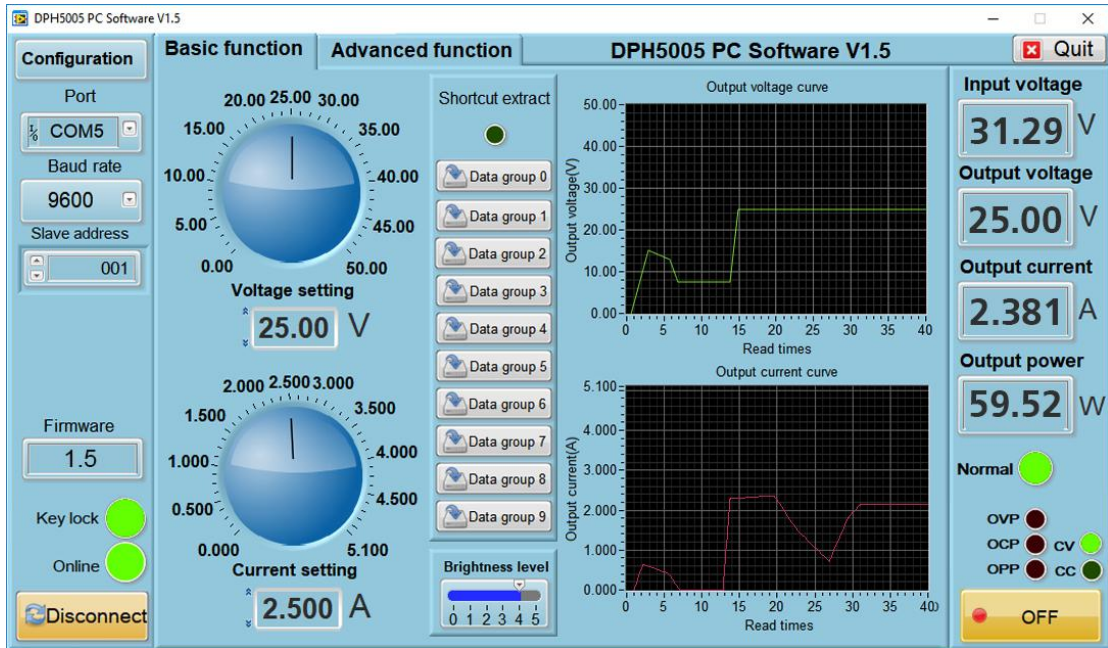 DPH5005 PC Software V1.5
Configuration
Port
I/O COM5
Baud rate
9600
Slave address
001
Firmware
1.5
Key lock
Online
Disconnect
Basic function
Advanced function
DPH5005 PC Software V1.5
Quit
20.00 25.00 30.00
15.00 35.00
10.00 40.00
5.00 45.00
0.00 50.00
Voltage setting
25.00 V
2.000 2.500 3.000
1.500 3.500
1.000 4.000
0.500 4.500
0.000 5.100
Current setting
2.500 A
Shortcut extract
Data group 0
Data group 1
Data group 2
Data group 3
Data group 4
Data group 5
Data group 6
Data group 7
Data group 8
Data group 9
Brightness level
0 1 2 3 4 5
Output voltage curve
Output voltage(V)
50.00
40.00
30.00
20.00
10.00
0.00
0 5 10 15 20 25 30 35 40
Read times
Output current curve
Output current(A)
5.100
4.000
3.000
2.000
1.000
0.000
0 5 10 15 20 25 30 35 40
Read times
Input voltage
31.29 V
Output voltage
25.00 V
Output current
2.381 A
Output power
59.52 W
Normal
OVP
OCP CV
OPP CC
OFF